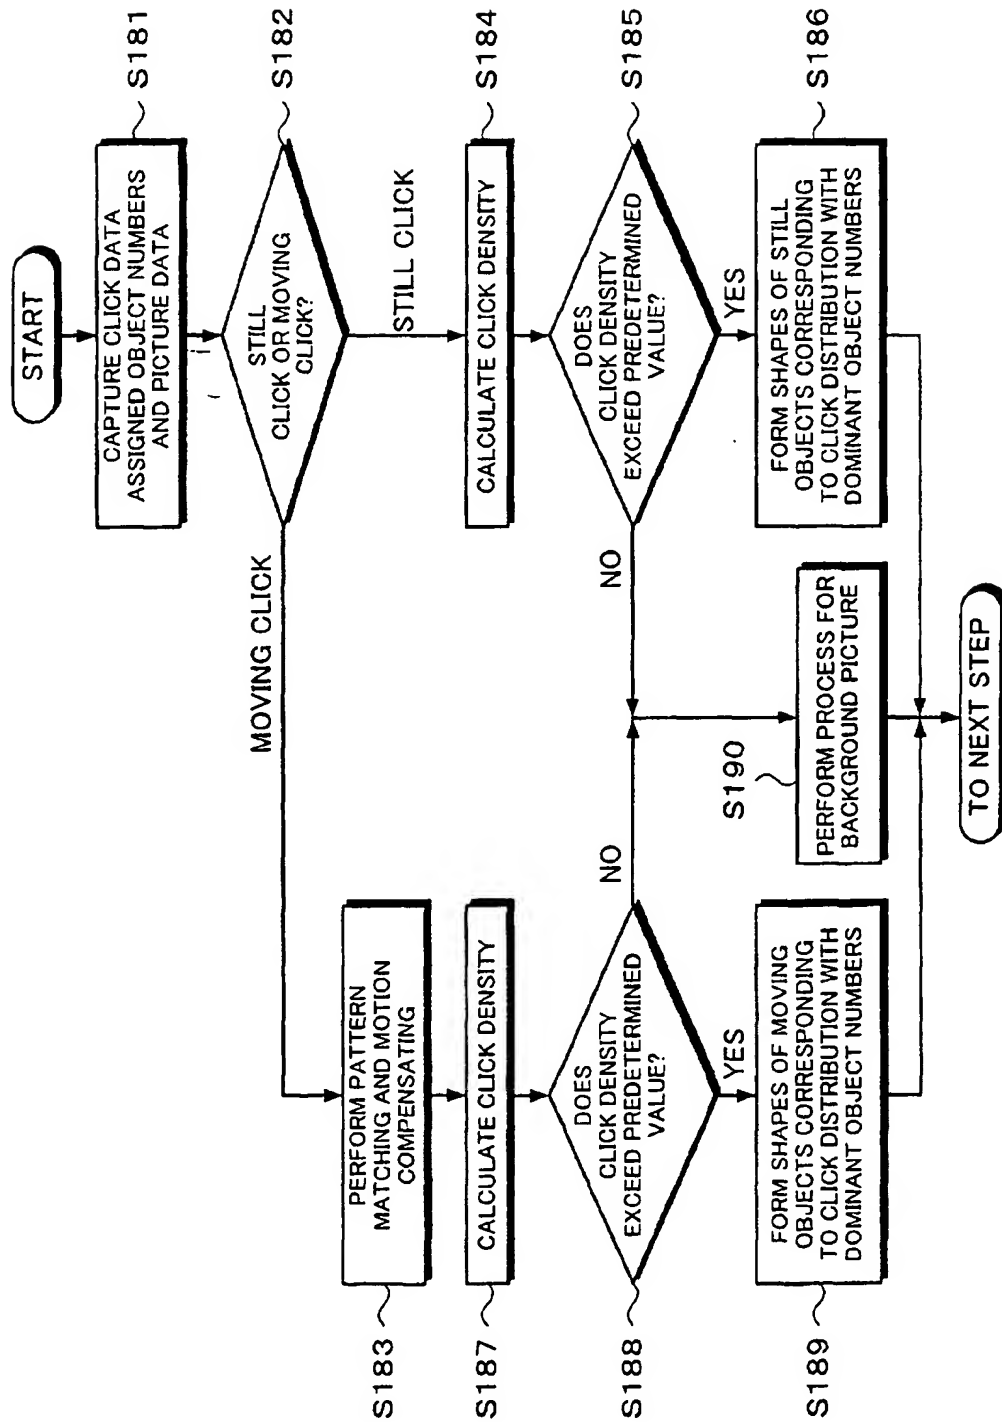 START
CAPTURE CLICK DATA
ASSIGNED OBJECT NUMBERS
AND PICTURE DATA
S181
STILL
CLICK OR MOVING
CLICK?
S182
MOVING CLICK
STILL CLICK
PERFORM PATTERN
MATCHING AND MOTION
COMPENSATING
S183
CALCULATE CLICK DENSITY
S184
CALCULATE CLICK DENSITY
S187
DOES
CLICK DENSITY
EXCEED PREDETERMINED
VALUE?
S185
NO
YES
DOES
CLICK DENSITY
EXCEED PREDETERMINED
VALUE?
S188
NO
YES
FORM SHAPES OF STILL
OBJECTS CORRESPONDING
TO CLICK DISTRIBUTION WITH
DOMINANT OBJECT NUMBERS
S186
FORM SHAPES OF MOVING
OBJECTS CORRESPONDING
TO CLICK DISTRIBUTION WITH
DOMINANT OBJECT NUMBERS
S189
S190
PERFORM PROCESS FOR
BACKGROUND PICTURE
TO NEXT STEP